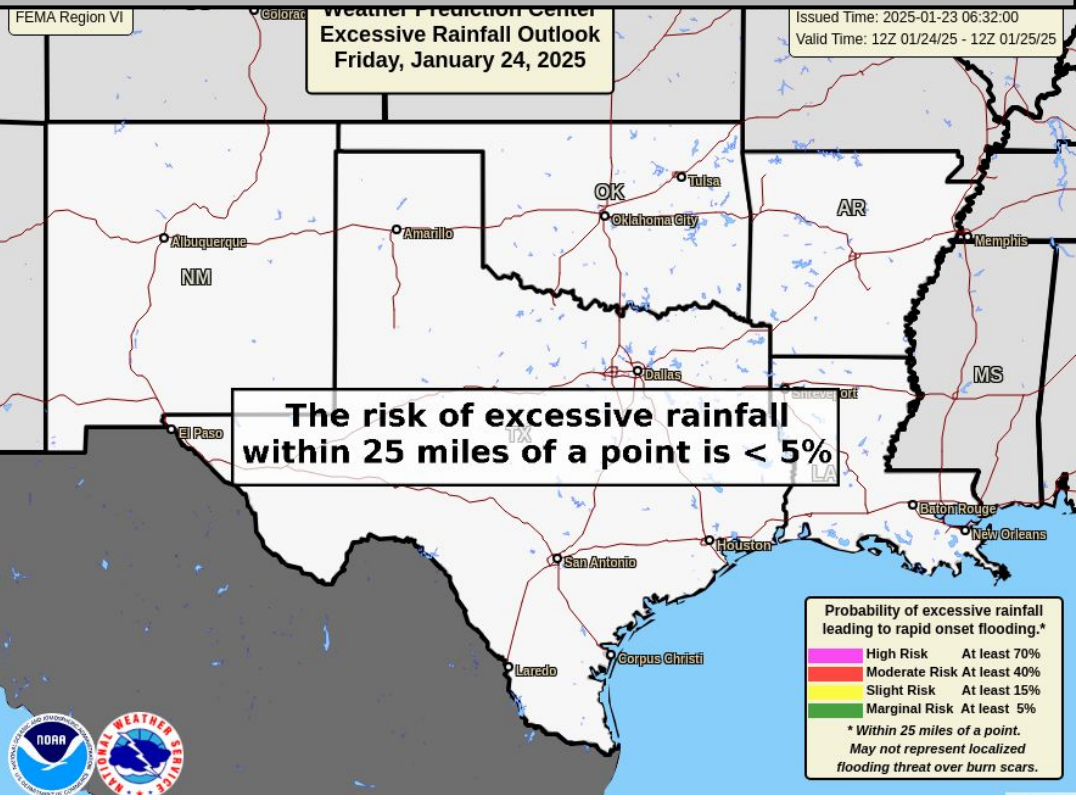 FEMA Region VI
Weather Prediction Center
Excessive Rainfall Outlook
Friday, January 24, 2025
Issued Time: 2025-01-23 06:32:00
Valid Time: 12Z 01/24/25 - 12Z 01/25/25
Colorad
Tulsa
OK
Oklahoma City
AR
Amarillo
Albuquerque
Memphis
NM
Dallas
MS
Shreveport
The risk of excessive rainfall
within 25 miles of a point is < 5%
El Paso
TX
LA
Baton Rouge
New Orleans
Houston
San Antonio
Corpus Christi
Laredo
Probability of excessive rainfall
leading to rapid onset flooding.*
High Risk At least 70%
Moderate Risk At least 40%
Slight Risk At least 15%
Marginal Risk At least 5%
* Within 25 miles of a point.
May not represent localized
flooding threat over burn scars.
NOAA
NATIONAL WEATHER SERVICE